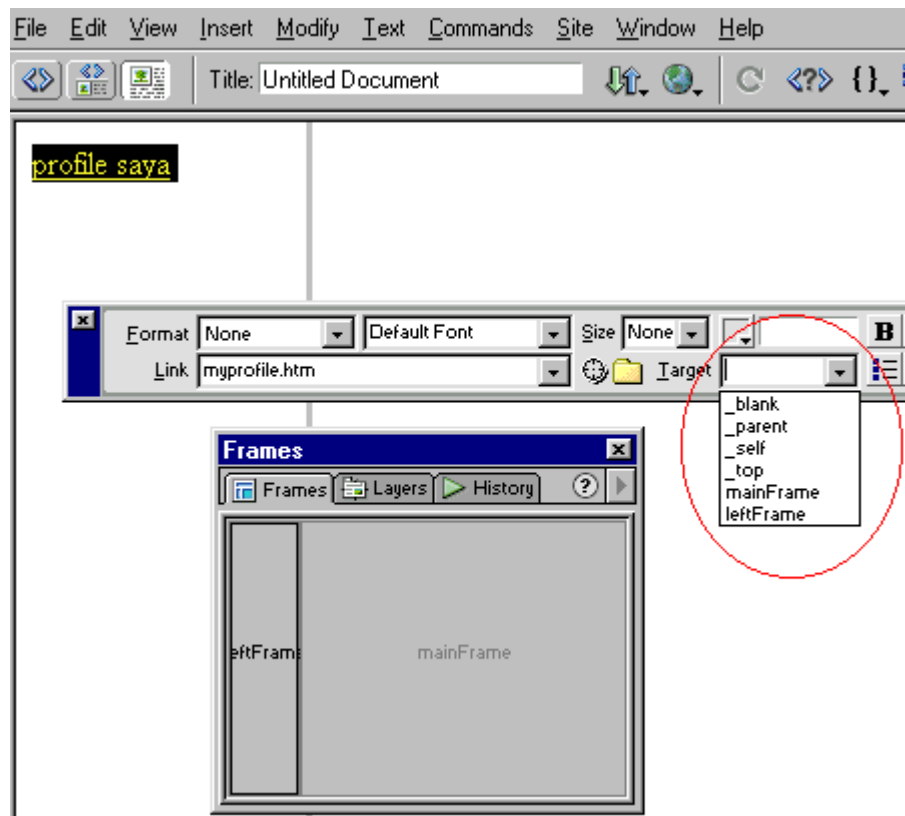 File Edit View Insert Modify Text Commands Site Window Help
Title: Untitled Document
profile saya
Format None Default Font Size None B
Link myprofile.htm Target
_blank
_parent
_self
_top
mainFrame
leftFrame
Frames
Frames Layers History ?
eftFrame mainFrame